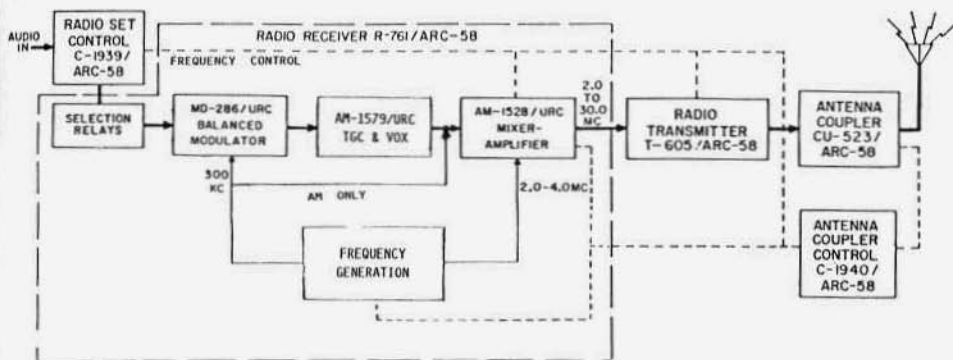 RADIO SET
CONTROL
C-1939/
ARC-58
AUDIO
IN
RADIO RECEIVER R-761/ARC-58
FREQUENCY CONTROL
SELECTION
RELAYS
MD-286/URC
BALANCED
MODULATOR
AM-1579/URC
TGC & VOX
AM-1528/URC
MIXER-
AMPLIFIER
2.0
TO
30.0
MC
RADIO
TRANSMITTER
T-605/ARC-58
ANTENNA
COUPLER
CU-523/
ARC-58
300
KC
AM ONLY
2.0-4.0MC
FREQUENCY
GENERATION
ANTENNA
COUPLER
CONTROL
C-1940/
ARC-58